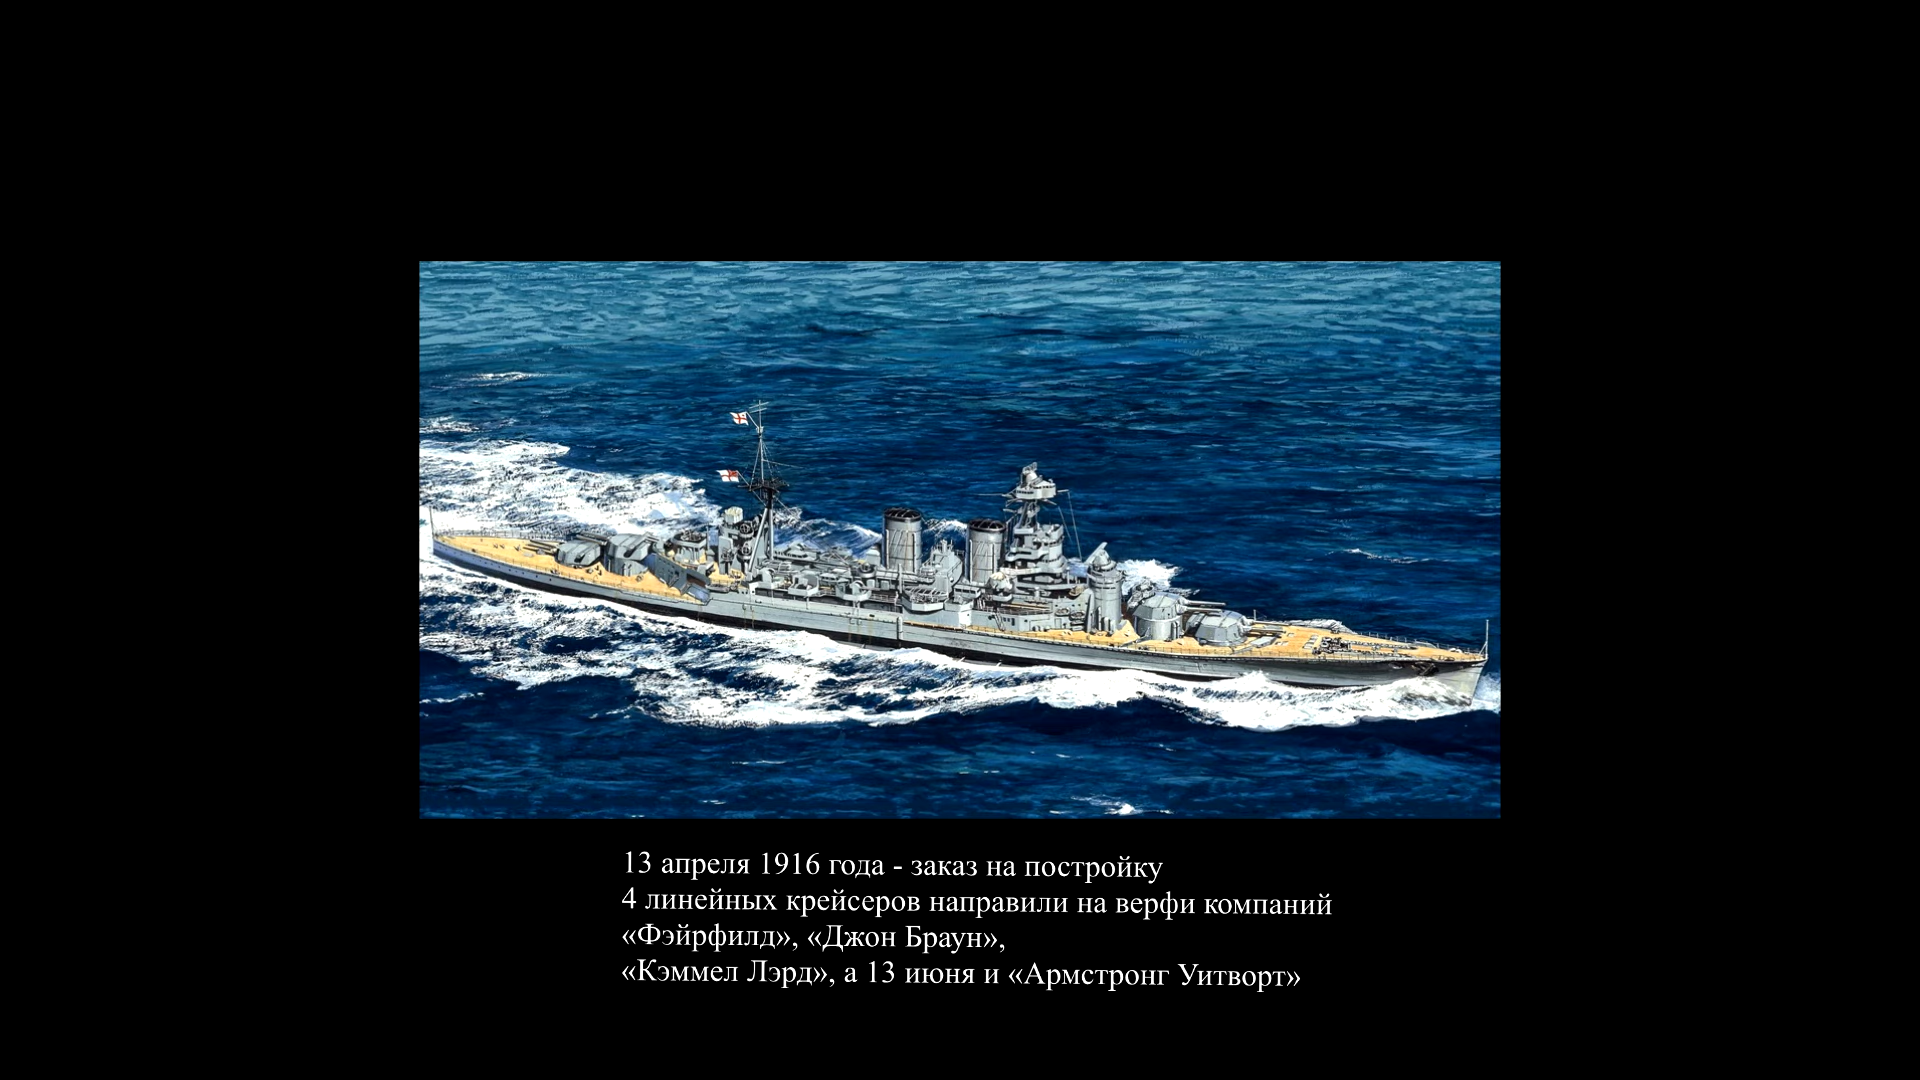 13 апреля 1916 года - заказ на постройку
4 линейных крейсеров направили на верфи компаний
«Фэйрфилд», «Джон Браун»,
«Кэммел Лэрд», а 13 июня и «Армстронг Уитворт»